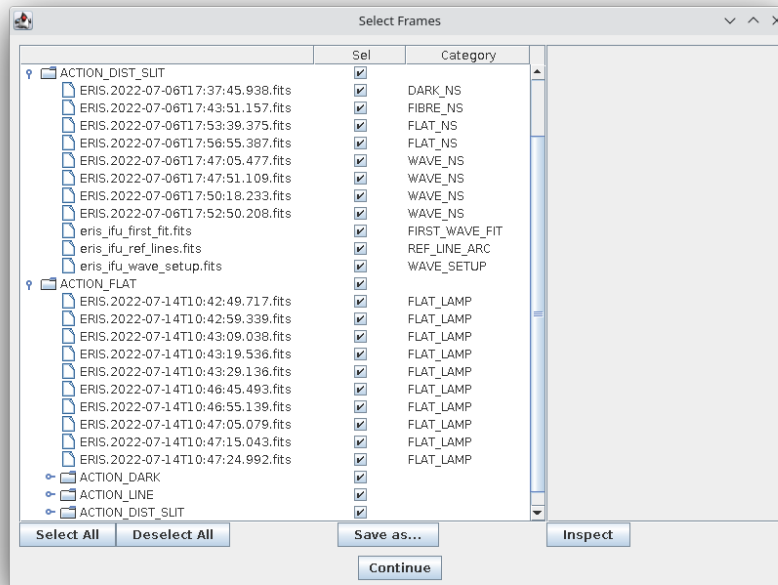 Select Frames
Sel Category
ACTION_DIST_SLIT
ERIS.2022-07-06T17:37:45.938.fits DARK_NS
ERIS.2022-07-06T17:43:51.157.fits FIBRE_NS
ERIS.2022-07-06T17:53:39.375.fits FLAT_NS
ERIS.2022-07-06T17:56:55.387.fits FLAT_NS
ERIS.2022-07-06T17:47:05.477.fits WAVE_NS
ERIS.2022-07-06T17:47:51.109.fits WAVE_NS
ERIS.2022-07-06T17:50:18.233.fits WAVE_NS
ERIS.2022-07-06T17:52:50.208.fits WAVE_NS
eris_ifu_first_fit.fits FIRST_WAVE_FIT
eris_ifu_ref_lines.fits REF_LINE_ARC
eris_ifu_wave_setup.fits WAVE_SETUP
ACTION_FLAT
ERIS.2022-07-14T10:42:49.717.fits FLAT_LAMP
ERIS.2022-07-14T10:42:59.339.fits FLAT_LAMP
ERIS.2022-07-14T10:43:09.038.fits FLAT_LAMP
ERIS.2022-07-14T10:43:19.536.fits FLAT_LAMP
ERIS.2022-07-14T10:43:29.136.fits FLAT_LAMP
ERIS.2022-07-14T10:46:45.493.fits FLAT_LAMP
ERIS.2022-07-14T10:46:55.139.fits FLAT_LAMP
ERIS.2022-07-14T10:47:05.079.fits FLAT_LAMP
ERIS.2022-07-14T10:47:15.043.fits FLAT_LAMP
ERIS.2022-07-14T10:47:24.992.fits FLAT_LAMP
ACTION_DARK
ACTION_LINE
ACTION_DIST_SLIT
Select All Deselect All Save as... Inspect
Continue